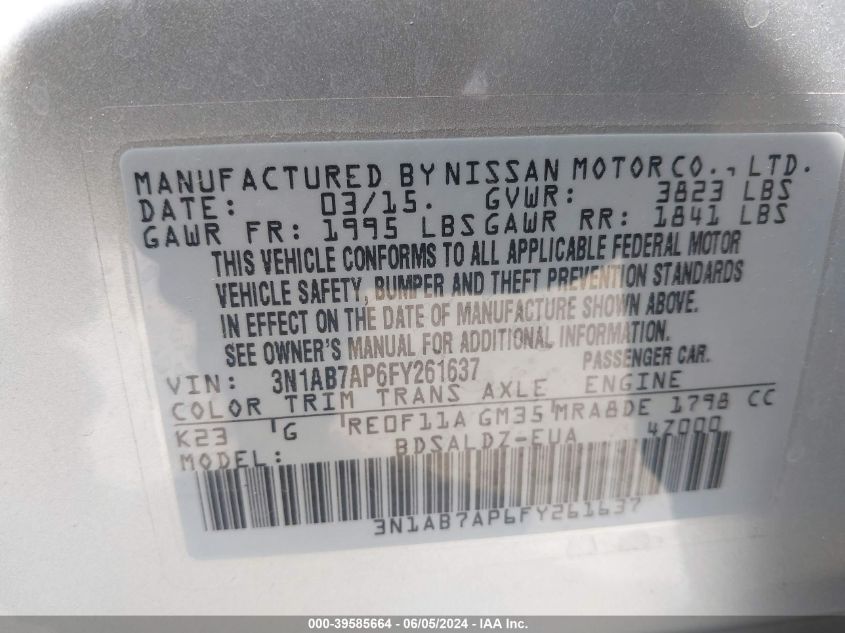 MANUFACTURED BY NISSAN MOTOR CO., LTD.
DATE: 03/15. GVWR: 3823 LBS
GAWR FR: 1995 LBS GAWR RR: 1841 LBS
THIS VEHICLE CONFORMS TO ALL APPLICABLE FEDERAL MOTOR
VEHICLE SAFETY, BUMPER AND THEFT PREVENTION STANDARDS
IN EFFECT ON THE DATE OF MANUFACTURE SHOWN ABOVE.
SEE OWNER'S MANUAL FOR ADDITIONAL INFORMATION.
VIN: 3N1AB7AP6FY261637 PASSENGER CAR.
COLOR TRIM TRANS AXLE ENGINE
K23 G RE0F11A GM35 MRA8DE 1798 CC
MODEL: BDSALDZ-EUA 4Z000
3N1AB7AP6FY261637
000-39585664 - 06/05/2024 - IAA Inc.